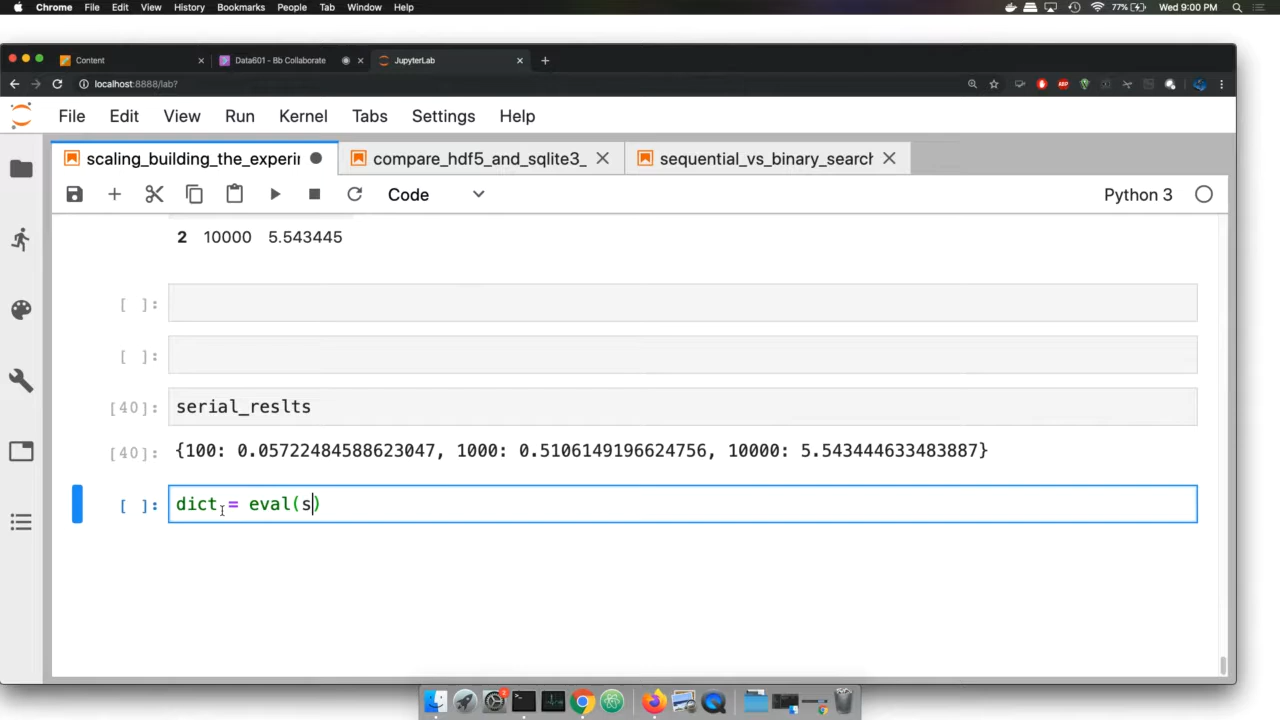 Chrome File Edit View History Bookmarks People Tab Window Help 77% Wed 9:00 PM
Content Data601 - Bb Collaborate JupyterLab
localhost:8888/lab?
File Edit View Run Kernel Tabs Settings Help
scaling_building_the_experin compare_hdf5_and_sqlite3_ sequential_vs_binary_search
Code Python 3
2 10000 5.543445
[ ]:
[ ]:
[40]: serial_reslts
[40]: {100: 0.05722484588623047, 1000: 0.5106149196624756, 10000: 5.543444633483887}
[ ]: dict = eval(s)